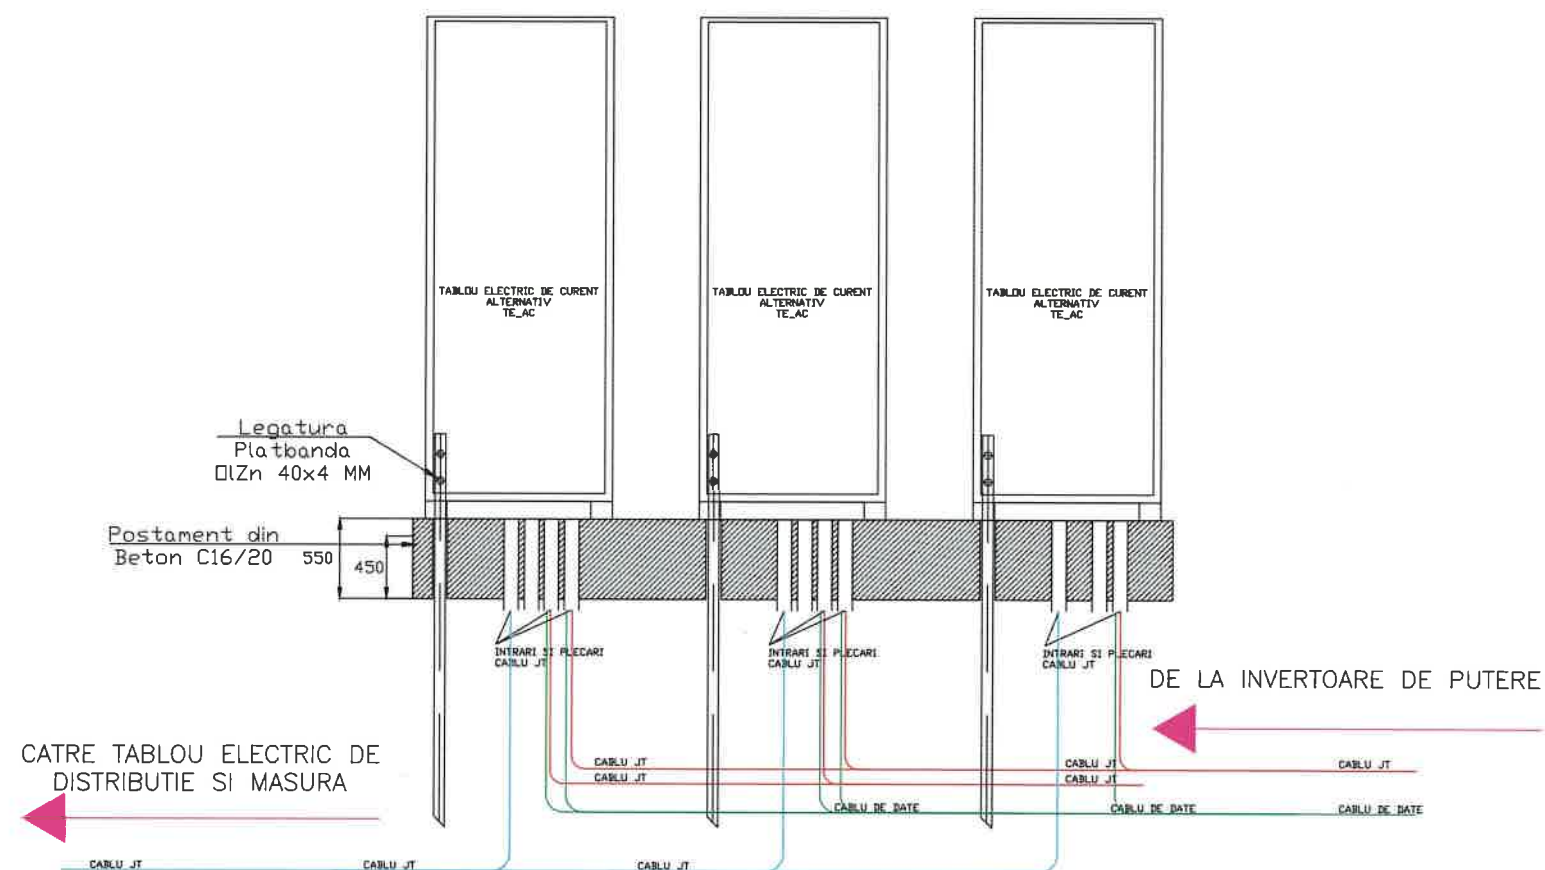 TABLOU ELECTRIC DE CURENT
ALTERNATIV
TE_AC
TABLOU ELECTRIC DE CURENT
ALTERNATIV
TE_AC
TABLOU ELECTRIC DE CURENT
ALTERNATIV
TE_AC
Legatura
Platbanda
OlZn 40x4 MM
Postament din
Beton C16/20
550
450
INTRARI SI PLECARI
CABLU JT
INTRARI SI PLECARI
CABLU JT
INTRARI SI PLECARI
CABLU JT
DE LA INVERTOARE DE PUTERE
CATRE TABLOU ELECTRIC DE
DISTRIBUTIE SI MASURA
CABLU JT
CABLU JT
CABLU JT
CABLU JT
CABLU JT
CABLU DE DATE
CABLU DE DATE
CABLU DE DATE
CABLU JT
CABLU JT
CABLU JT